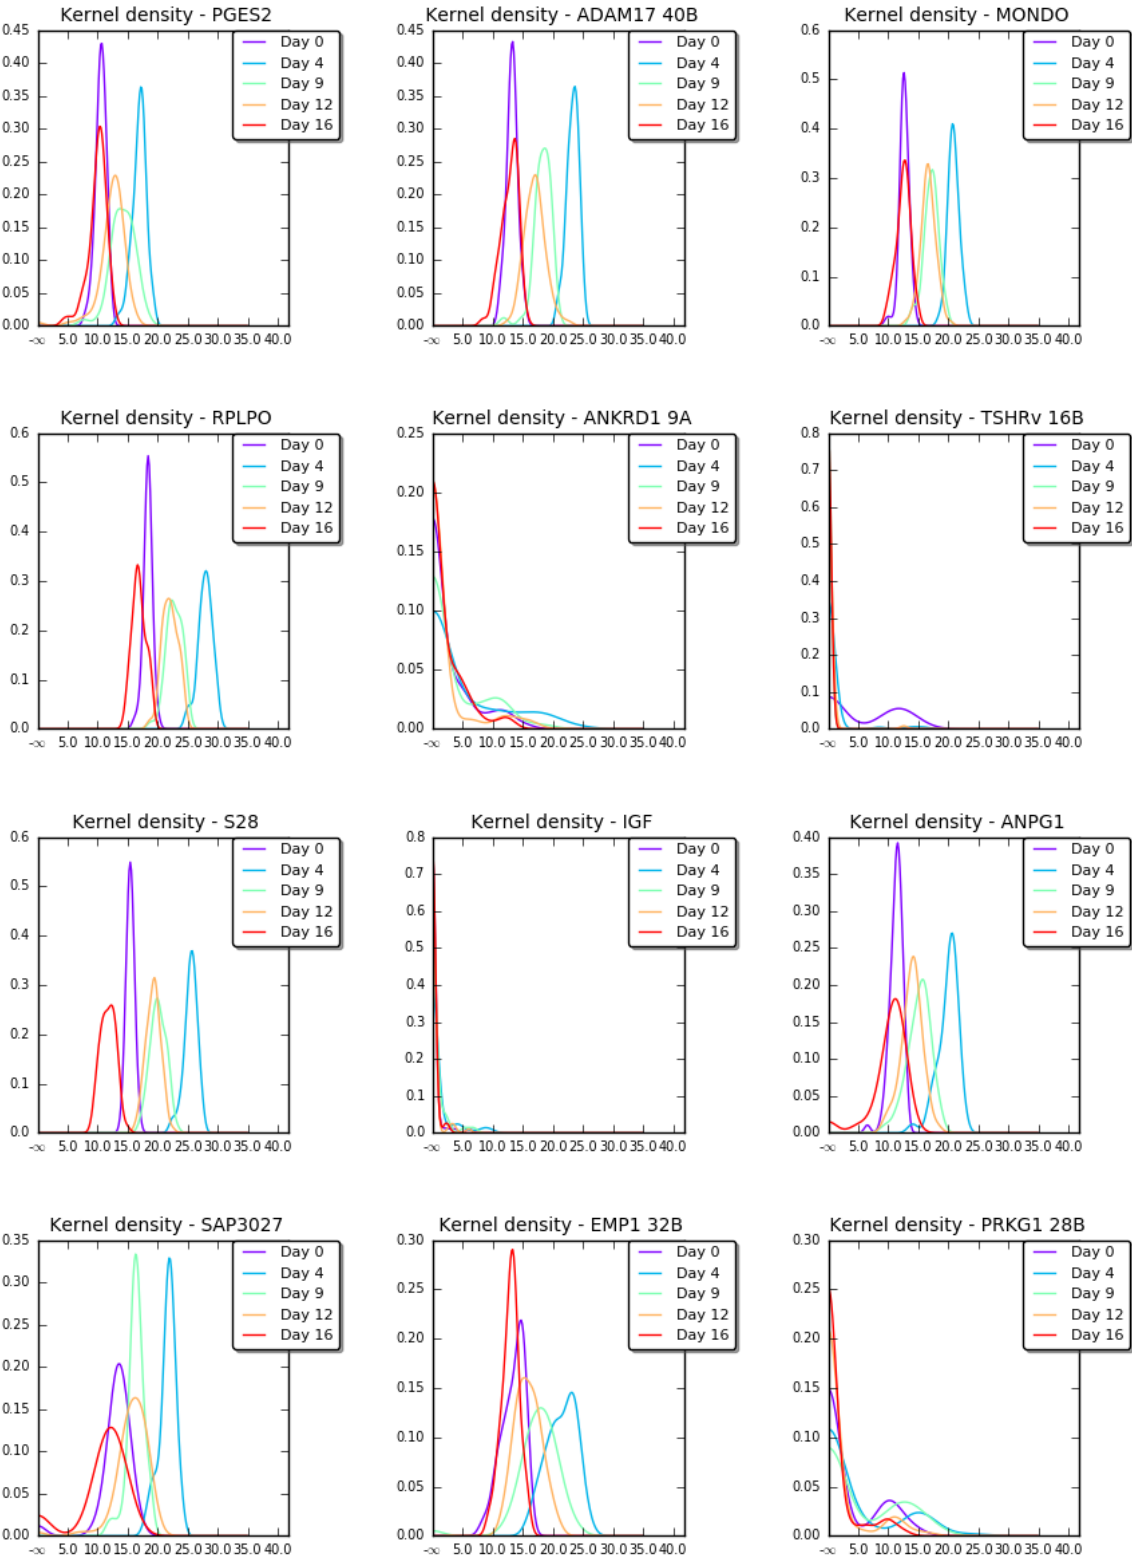 Kernel density - PGES2
0.45
0.40
0.35
0.30
0.25
0.20
0.15
0.10
0.05
0.00
-∞ 5.0 10.0 15.0 20.0 25.0 30.0 35.0 40.0
Day 0
Day 4
Day 9
Day 12
Day 16
Kernel density - ADAM17 40B
0.45
0.40
0.35
0.30
0.25
0.20
0.15
0.10
0.05
0.00
-∞ 5.0 10.0 15.0 20.0 25.0 30.0 35.0 40.0
Day 0
Day 4
Day 9
Day 12
Day 16
Kernel density - MONDO
0.6
0.5
0.4
0.3
0.2
0.1
0.0
-∞ 5.0 10.0 15.0 20.0 25.0 30.0 35.0 40.0
Day 0
Day 4
Day 9
Day 12
Day 16
Kernel density - RPLPO
0.6
0.5
0.4
0.3
0.2
0.1
0.0
-∞ 5.0 10.0 15.0 20.0 25.0 30.0 35.0 40.0
Day 0
Day 4
Day 9
Day 12
Day 16
Kernel density - ANKRD1 9A
0.25
0.20
0.15
0.10
0.05
0.00
-∞ 5.0 10.0 15.0 20.0 25.0 30.0 35.0 40.0
Day 0
Day 4
Day 9
Day 12
Day 16
Kernel density - TSHRv 16B
0.8
0.7
0.6
0.5
0.4
0.3
0.2
0.1
0.0
-∞ 5.0 10.0 15.0 20.0 25.0 30.0 35.0 40.0
Day 0
Day 4
Day 9
Day 12
Day 16
Kernel density - S28
0.6
0.5
0.4
0.3
0.2
0.1
0.0
-∞ 5.0 10.0 15.0 20.0 25.0 30.0 35.0 40.0
Day 0
Day 4
Day 9
Day 12
Day 16
Kernel density - IGF
0.8
0.7
0.6
0.5
0.4
0.3
0.2
0.1
0.0
-∞ 5.0 10.0 15.0 20.0 25.0 30.0 35.0 40.0
Day 0
Day 4
Day 9
Day 12
Day 16
Kernel density - ANPG1
0.40
0.35
0.30
0.25
0.20
0.15
0.10
0.05
0.00
-∞ 5.0 10.0 15.0 20.0 25.0 30.0 35.0 40.0
Day 0
Day 4
Day 9
Day 12
Day 16
Kernel density - SAP3027
0.35
0.30
0.25
0.20
0.15
0.10
0.05
0.00
-∞ 5.0 10.0 15.0 20.0 25.0 30.0 35.0 40.0
Day 0
Day 4
Day 9
Day 12
Day 16
Kernel density - EMP1 32B
0.30
0.25
0.20
0.15
0.10
0.05
0.00
-∞ 5.0 10.0 15.0 20.0 25.0 30.0 35.0 40.0
Day 0
Day 4
Day 9
Day 12
Day 16
Kernel density - PRKG1 28B
0.30
0.25
0.20
0.15
0.10
0.05
0.00
-∞ 5.0 10.0 15.0 20.0 25.0 30.0 35.0 40.0
Day 0
Day 4
Day 9
Day 12
Day 16